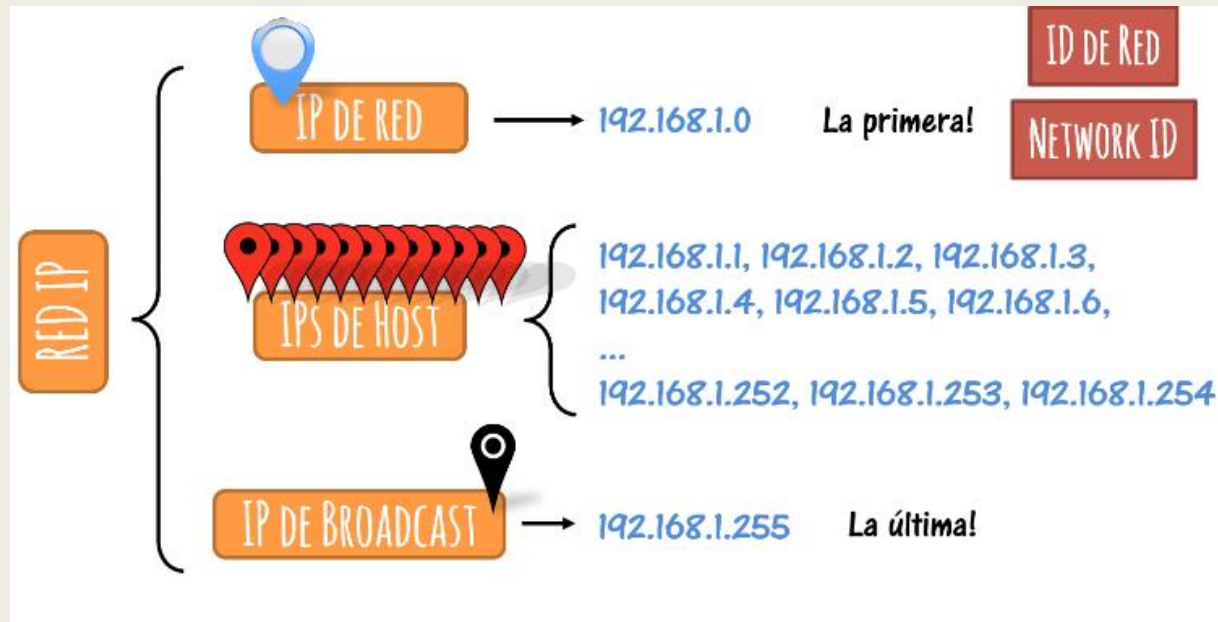 ID DE RED
IP DE RED
192.168.1.0
La primera!
NETWORK ID
RED IP
IPS DE HOST
192.168.1.1, 192.168.1.2, 192.168.1.3,
192.168.1.4, 192.168.1.5, 192.168.1.6,
...
192.168.1.252, 192.168.1.253, 192.168.1.254
IP DE BROADCAST
192.168.1.255
La última!